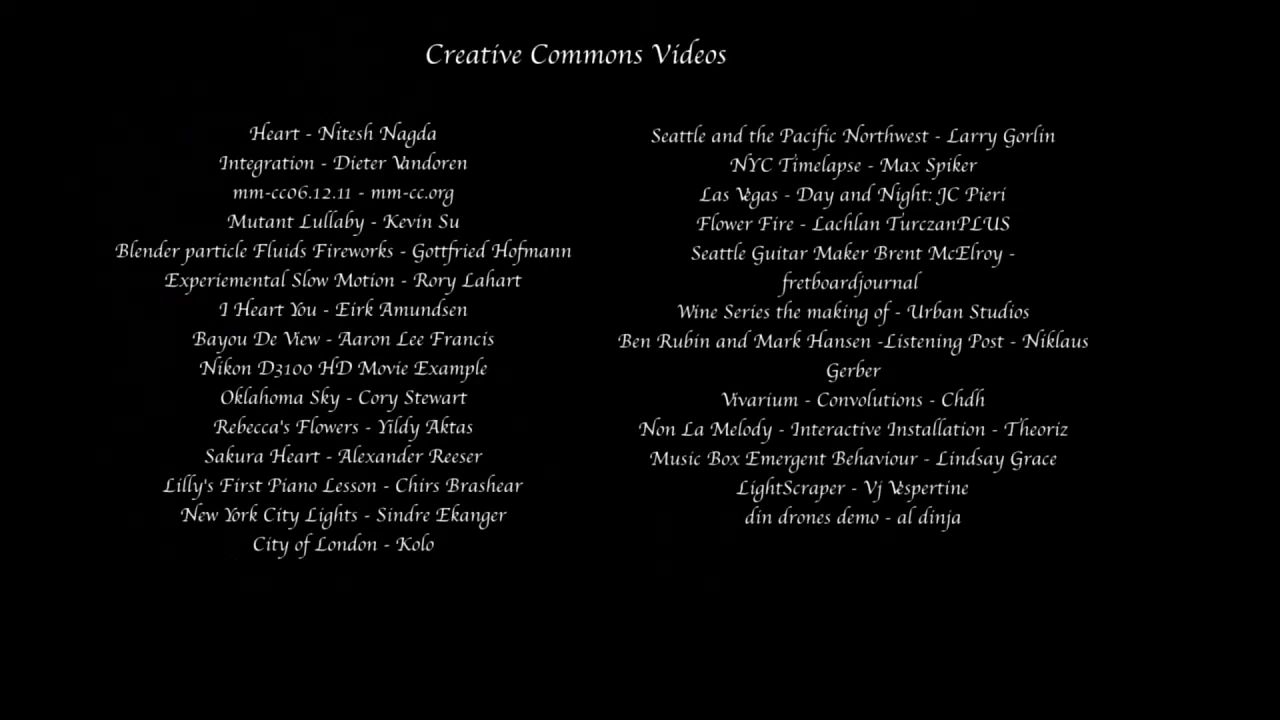 Creative Commons Videos
Heart - Nitesh Nagda
Integration - Dieter Vandoren
mm-cc06.12.11 - mm-cc.org
Mutant Lullaby - Kevin Su
Blender particle Fluids Fireworks - Gottfried Hofmann
Experiemental Slow Motion - Rory Lahart
I Heart You - Eirk Amundsen
Bayou De View - Aaron Lee Francis
Nikon D3100 HD Movie Example
Oklahoma Sky - Cory Stewart
Rebecca's Flowers - Yildy Aktas
Sakura Heart - Alexander Reeser
Lilly's First Piano Lesson - Chirs Brashear
New York City Lights - Sindre Ekanger
City of London - Kolo
Seattle and the Pacific Northwest - Larry Gorlin
NYC Timelapse - Max Spiker
Las Vegas - Day and Night: JC Pieri
Flower Fire - Lachlan TurczanPLUS
Seattle Guitar Maker Brent McElroy -
fretboardjournal
Wine Series the making of - Urban Studios
Ben Rubin and Mark Hansen -Listening Post - Niklaus
Gerber
Vivarium - Convolutions - Chdh
Non La Melody - Interactive Installation - Theoriz
Music Box Emergent Behaviour - Lindsay Grace
LightScraper - Vj Vespertine
din drones demo - al dinja